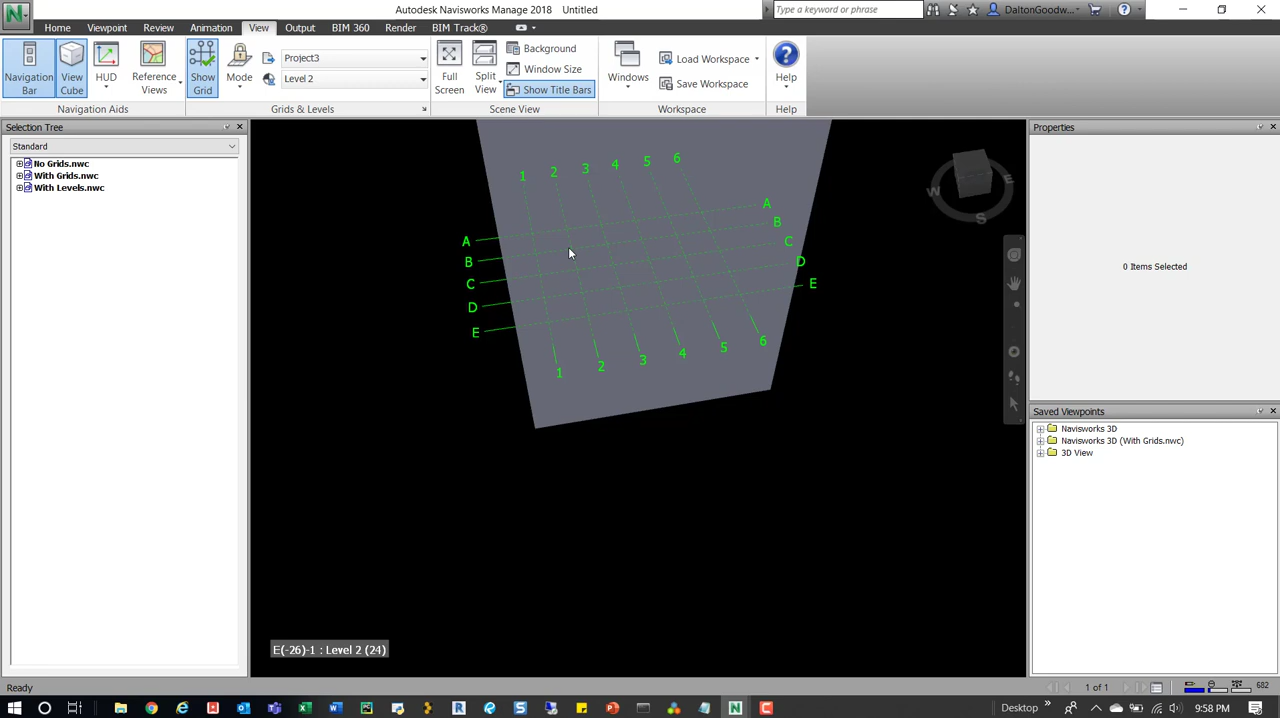 Autodesk Navisworks Manage 2018 Untitled
Type a keyword or phrase
DaltonGoodw...
Home Viewpoint Review Animation View Output BIM 360 Render BIM Track®
Navigation Bar
View Cube
HUD
Reference Views
Navigation Aids
Show Grid
Mode
Project3
Level 2
Grids & Levels
Full Screen
Split View
Background
Window Size
Show Title Bars
Scene View
Windows
Load Workspace
Save Workspace
Workspace
Help
Help
Selection Tree
Standard
No Grids.nwc
With Grids.nwc
With Levels.nwc
1 2 3 4 5 6
A A
B B
C C
D D
E E
1 2 3 4 5 6
W E
S
E(-26)-1 : Level 2 (24)
Properties
0 Items Selected
Saved Viewpoints
Navisworks 3D
Navisworks 3D (With Grids.nwc)
3D View
Ready
1 of 1
682
Desktop
9:58 PM